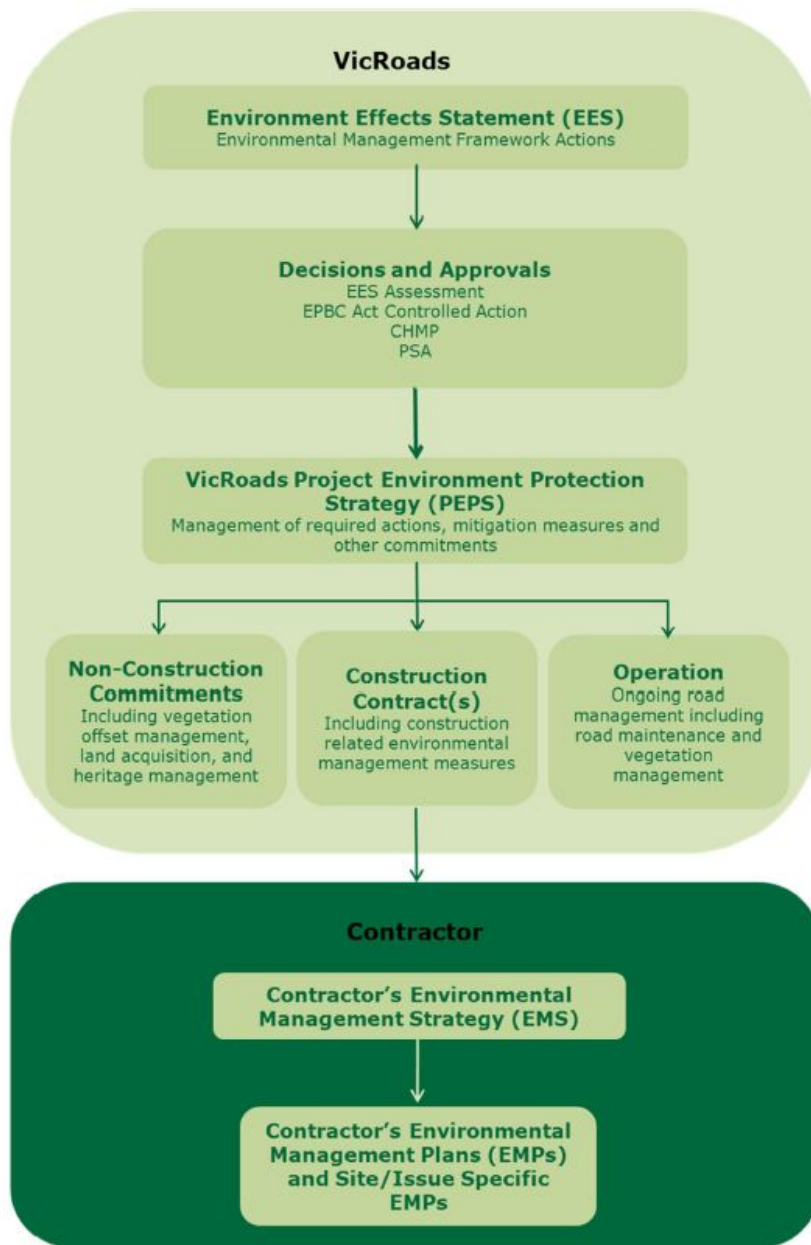 VicRoads
Environment Effects Statement (EES)
Environmental Management Framework Actions
Decisions and Approvals
EES Assessment
EPBC Act Controlled Action
CHMP
PSA
VicRoads Project Environment Protection
Strategy (PEPS)
Management of required actions, mitigation measures and
other commitments
Non-Construction
Commitments
Including vegetation
offset management,
land acquisition, and
heritage management
Construction
Contract(s)
Including construction
related environmental
management measures
Operation
Ongoing road
management including
road maintenance and
vegetation
management
Contractor
Contractor’s Environmental
Management Strategy (EMS)
Contractor’s Environmental
Management Plans (EMPs)
and Site/Issue Specific
EMPs